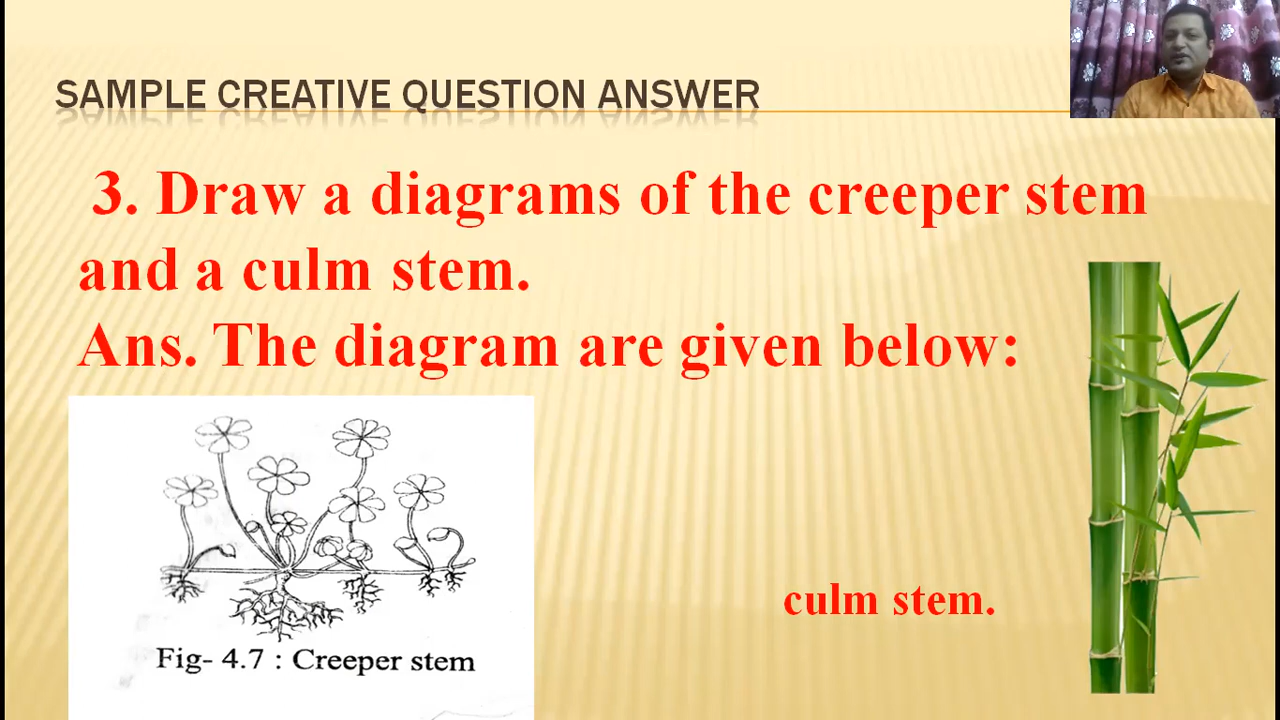 SAMPLE CREATIVE QUESTION ANSWER
3. Draw a diagrams of the creeper stem
and a culm stem.
Ans. The diagram are given below:
culm stem.
Fig- 4.7 : Creeper stem